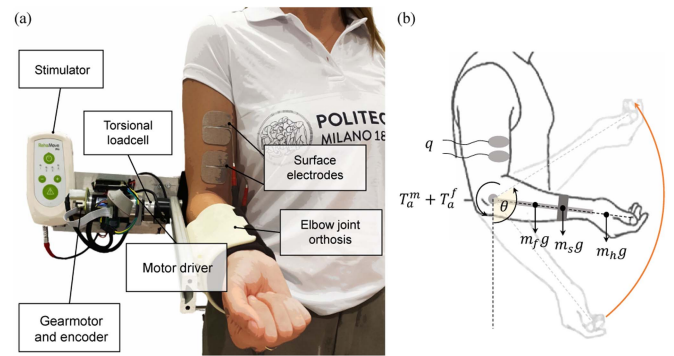 (a)
Stimulator
Torsional
loadcell
Surface
electrodes
Elbow joint
orthosis
Motor driver
Gearmotor
and encoder
POLITEC
MILANO 18
(b)
q
T_a^m + T_a^f
θ
m_f g
m_s g
m_h g